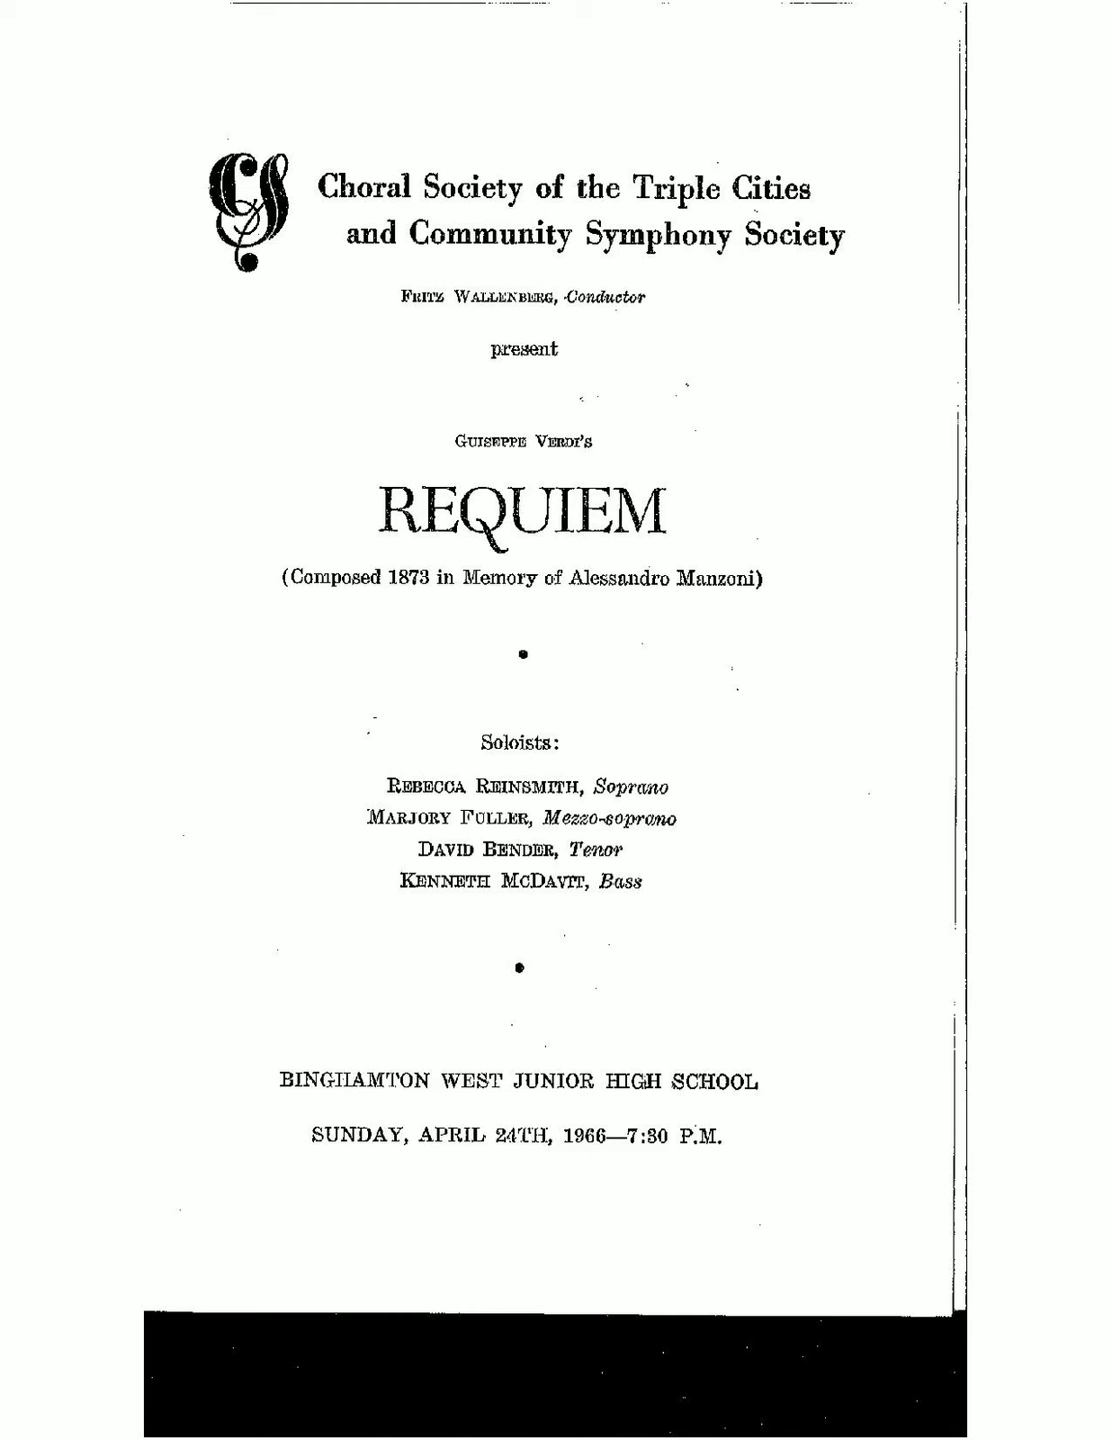 Choral Society of the Triple Cities
and Community Symphony Society
FRITZ WALLENBERG, Conductor
present
GUISEPPE VERDI'S
REQUIEM
(Composed 1873 in Memory of Alessandro Manzoni)
Soloists:
REBECCA REINSMITH, Soprano
MARJORY FULLER, Mezzo-soprano
DAVID BENDER, Tenor
KENNETH MCDAVIT, Bass
BINGHAMTON WEST JUNIOR HIGH SCHOOL
SUNDAY, APRIL 24TH, 1966—7:30 P.M.